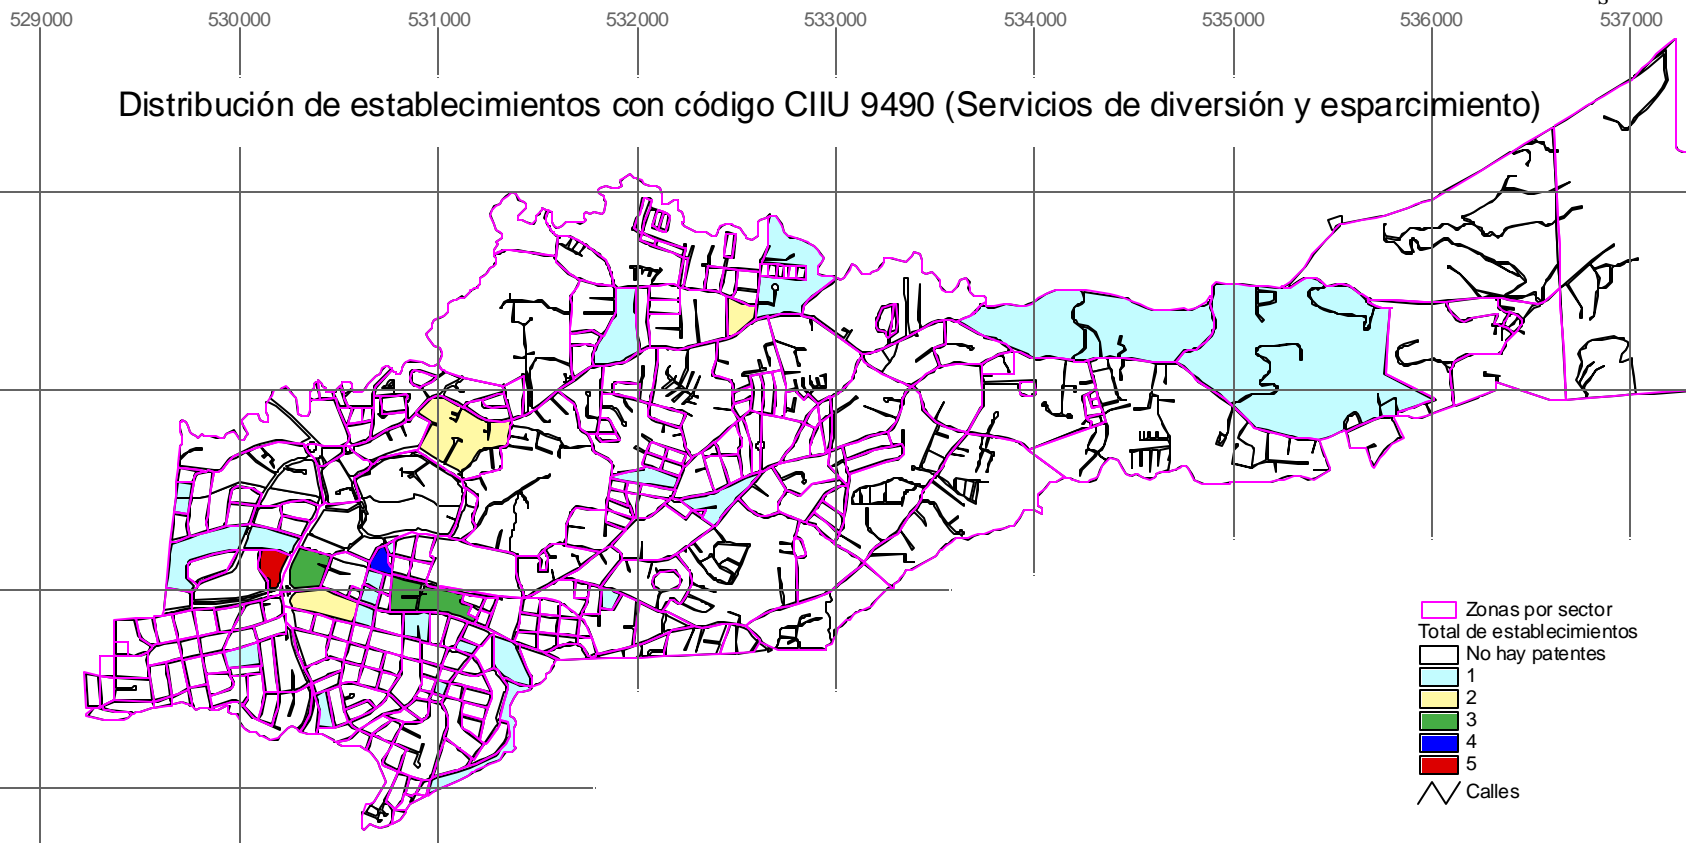 S
529000 530000 531000 532000 533000 534000 535000 536000 537000
Distribución de establecimientos con código CIIU 9490 (Servicios de diversión y esparcimiento)
Zonas por sector
Total de establecimientos
No hay patentes
1
2
3
4
5
Calles